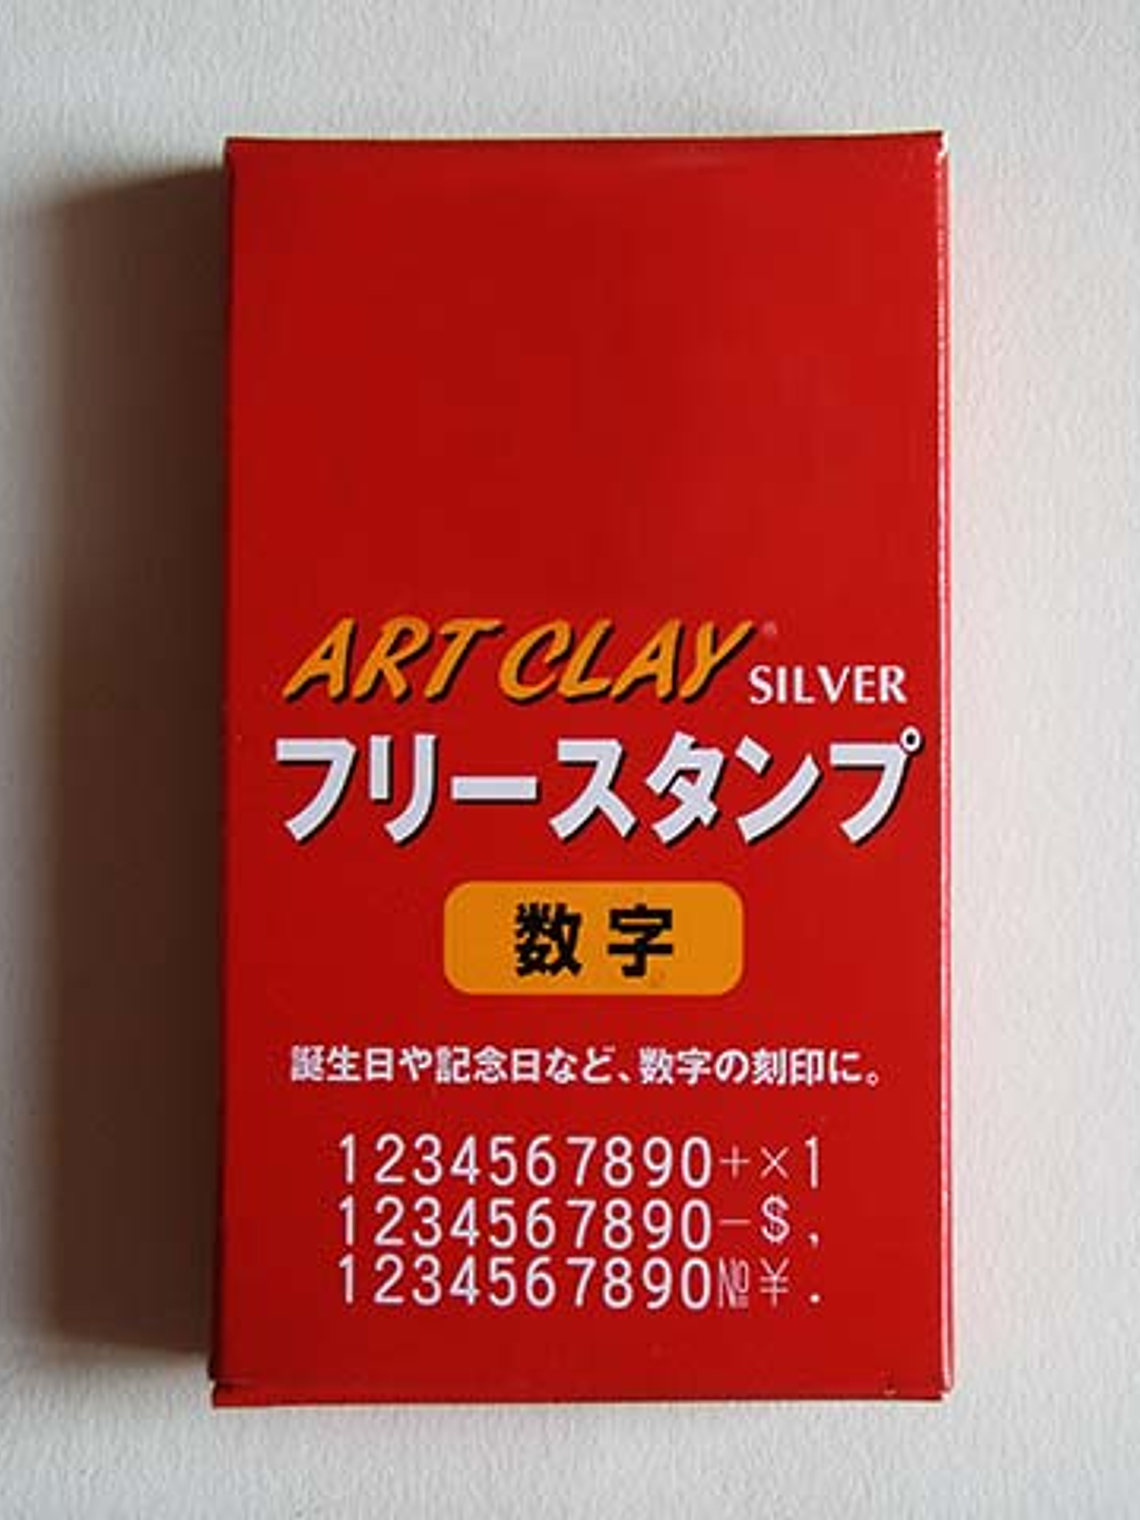 ART CLAY® SILVER
フリースタンプ
数字
誕生日や記念日など、数字の刻印に。
1234567890+×1
1234567890-$,
1234567890№¥.